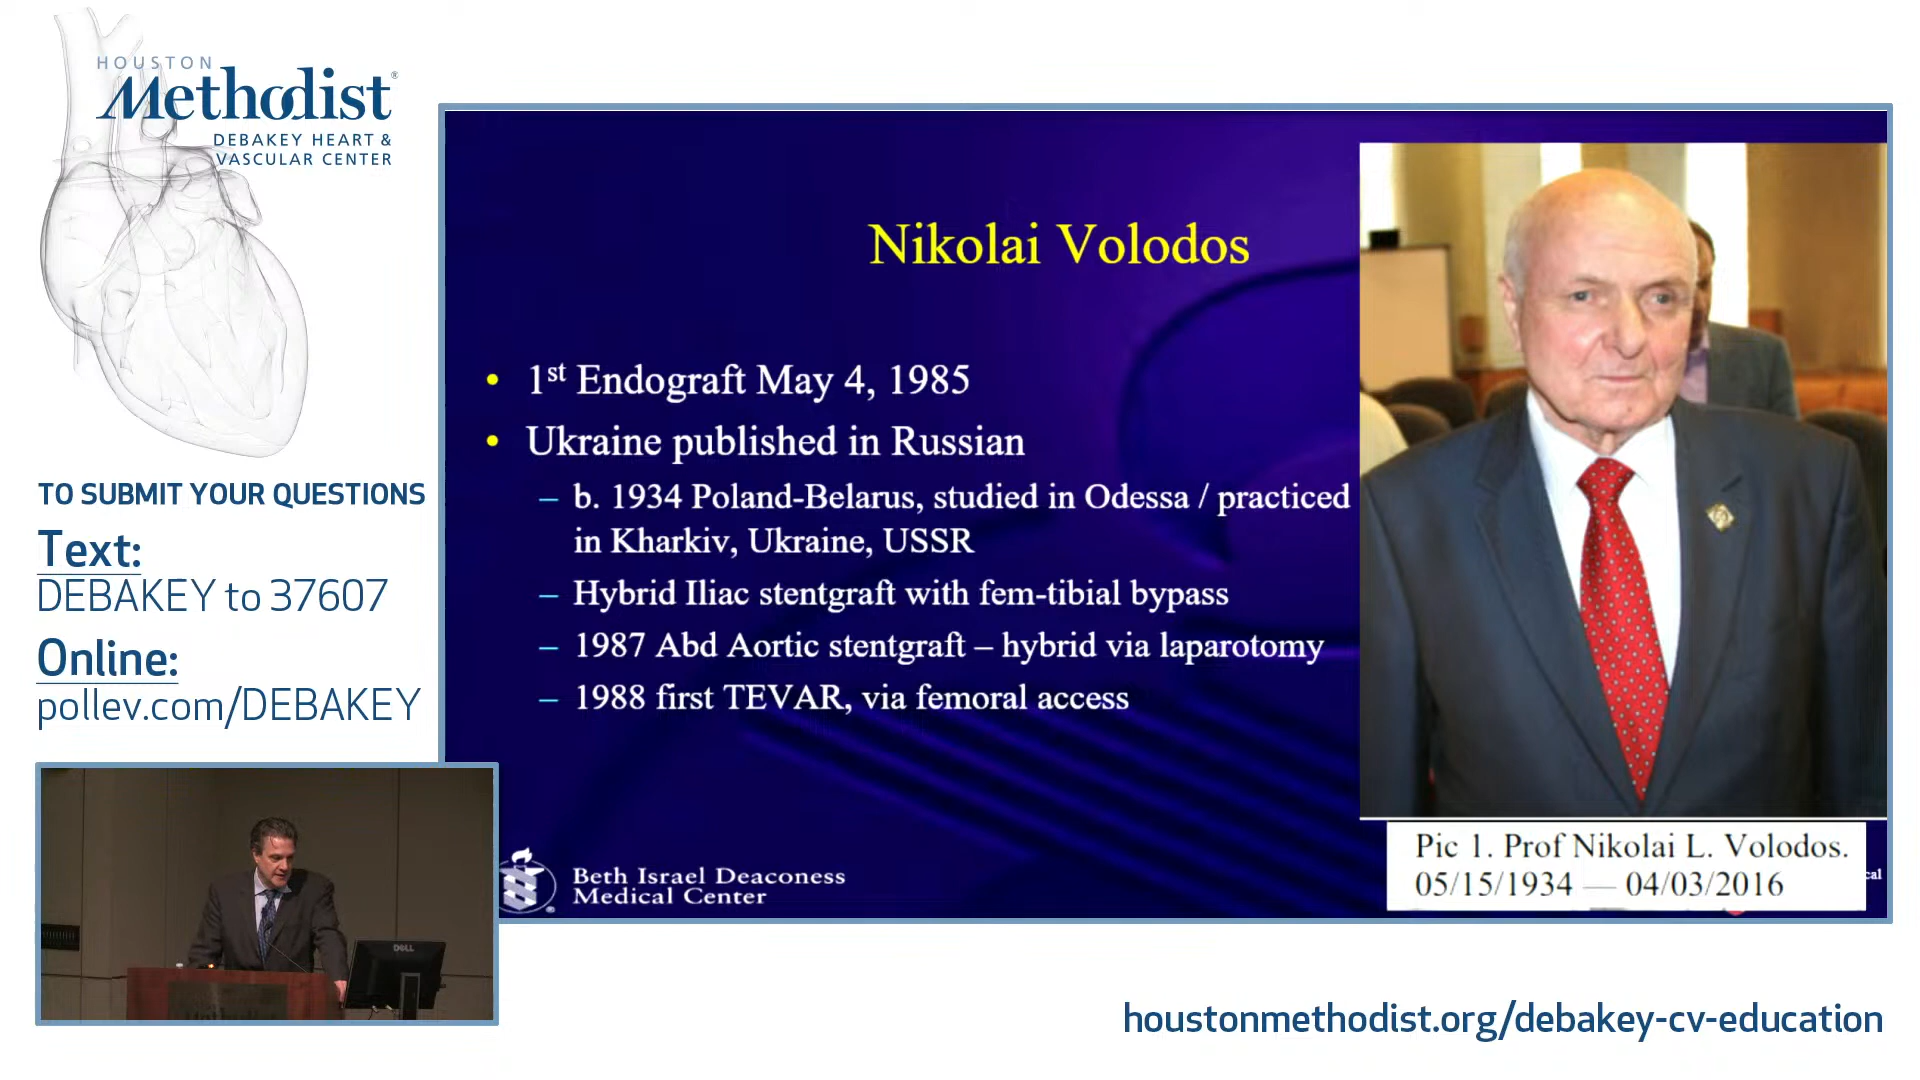 HOUSTON
Methodist®
DEBAKEY HEART &
VASCULAR CENTER
TO SUBMIT YOUR QUESTIONS
Text:
DEBAKEY to 37607
Online:
pollev.com/DEBAKEY
Nikolai Volodos
• 1st Endograft May 4, 1985
• Ukraine published in Russian
– b. 1934 Poland-Belarus, studied in Odessa / practiced
in Kharkiv, Ukraine, USSR
– Hybrid Iliac stentgraft with fem-tibial bypass
– 1987 Abd Aortic stentgraft – hybrid via laparotomy
– 1988 first TEVAR, via femoral access
Beth Israel Deaconess
Medical Center
Pic 1. Prof Nikolai L. Volodos.
05/15/1934 — 04/03/2016
DELL
houstonmethodist.org/debakey-cv-education